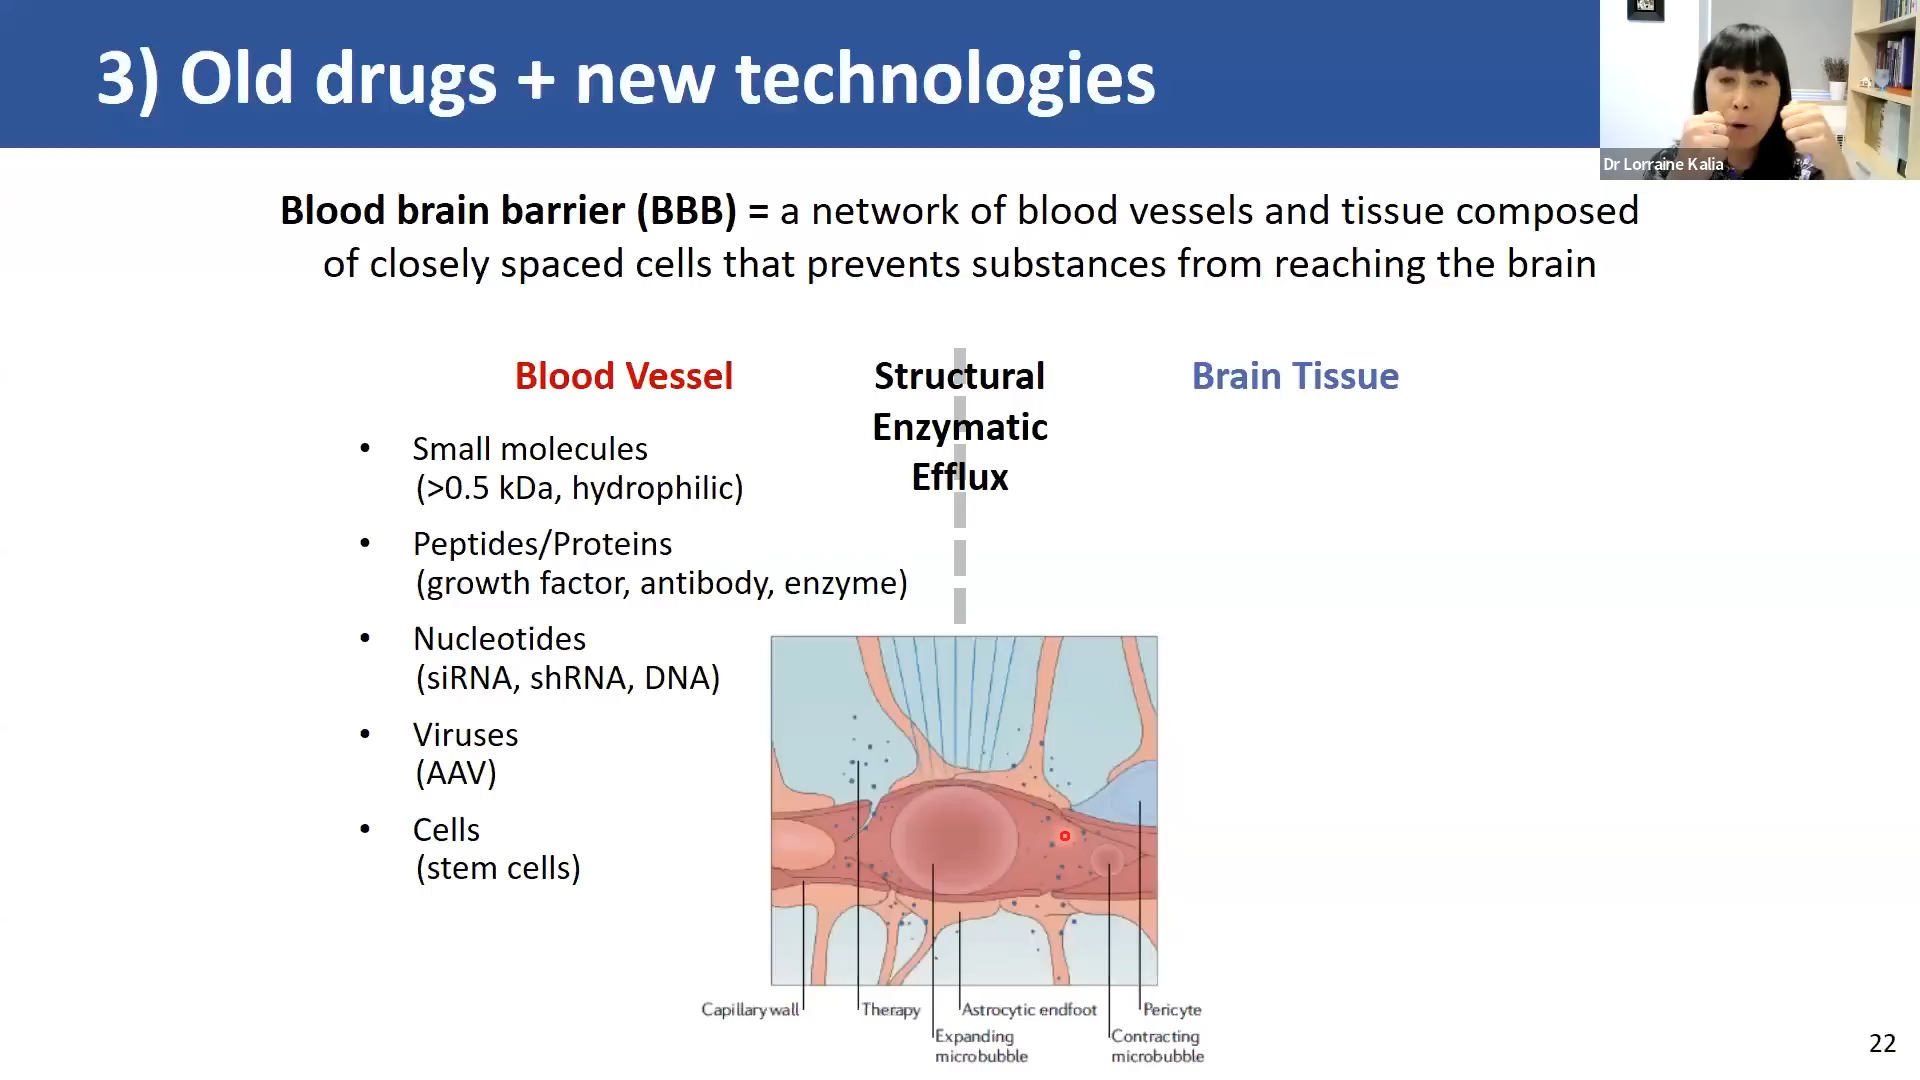 3) Old drugs + new technologies
Dr Lorraine Kalia
Blood brain barrier (BBB) = a network of blood vessels and tissue composed
of closely spaced cells that prevents substances from reaching the brain
Blood Vessel
Structural
Enzymatic
Efflux
Brain Tissue
• Small molecules
(>0.5 kDa, hydrophilic)
• Peptides/Proteins
(growth factor, antibody, enzyme)
• Nucleotides
(siRNA, shRNA, DNA)
• Viruses
(AAV)
• Cells
(stem cells)
Capillary wall
Therapy
Astrocytic endfoot
Pericyte
Expanding
microbubble
Contracting
microbubble
22